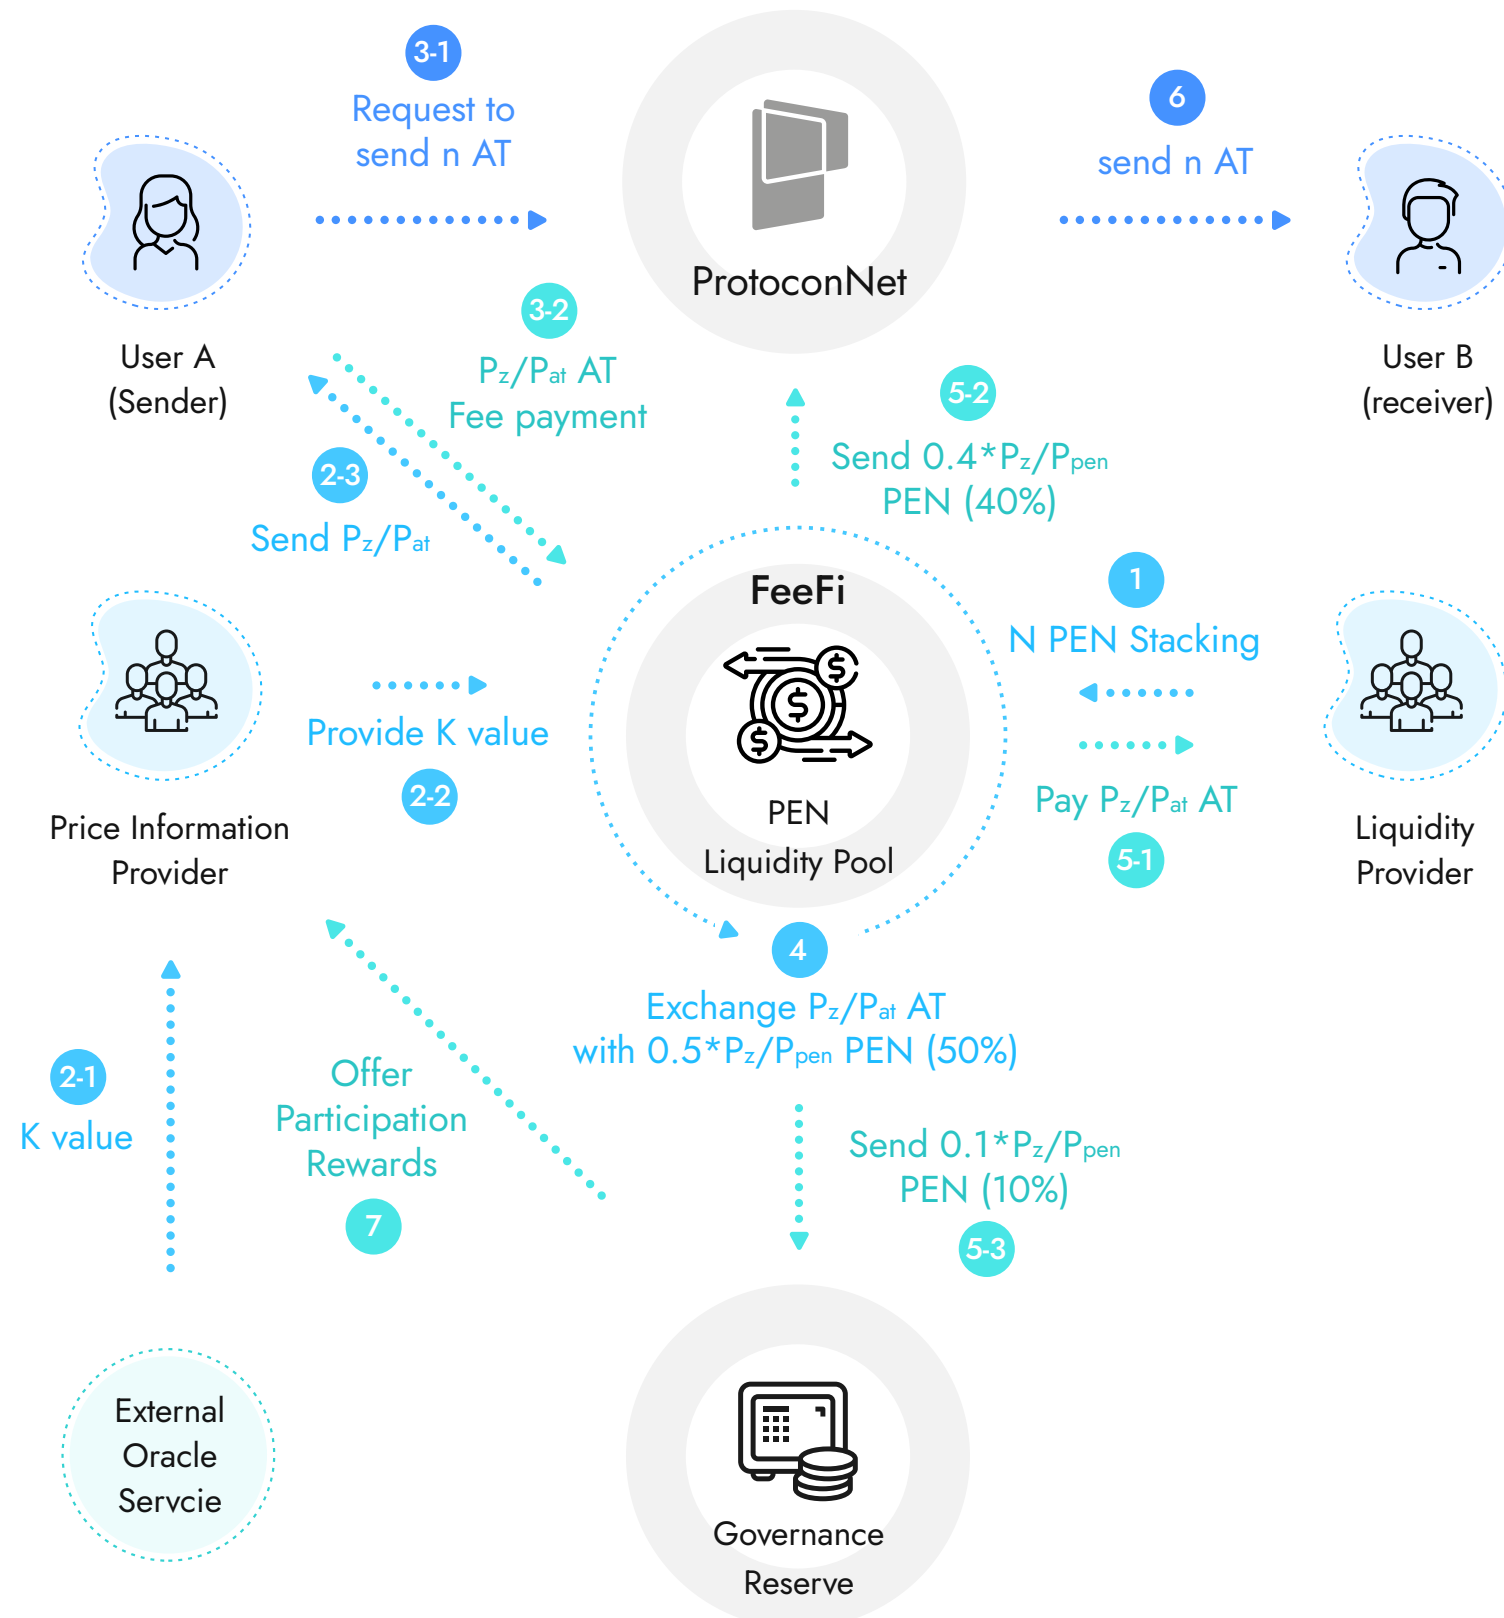 3-1
Request to
send n AT
6
send n AT
ProtoconNet
User A
(Sender)
User B
(receiver)
3-2
Pz/Pat AT
Fee payment
2-3
Send Pz/Pat
5-2
Send 0.4*Pz/Ppen
PEN (40%)
FeeFi
PEN
Liquidity Pool
1
N PEN Stacking
Pay Pz/Pat AT
5-1
Provide K value
2-2
Price Information
Provider
Liquidity
Provider
4
Exchange Pz/Pat AT
with 0.5*Pz/Ppen PEN (50%)
2-1
K value
Offer
Participation
Rewards
7
Send 0.1*Pz/Ppen
PEN (10%)
5-3
External
Oracle
Servcie
Governance
Reserve